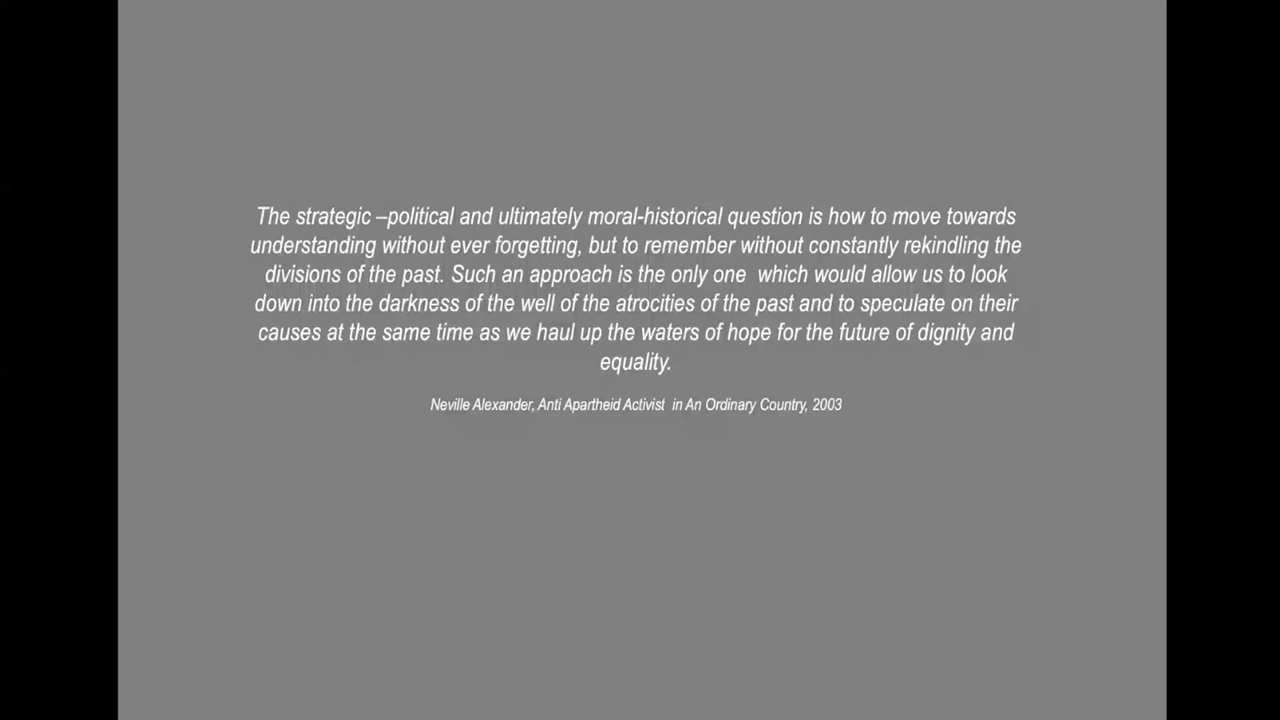 The strategic –political and ultimately moral-historical question is how to move towards
understanding without ever forgetting, but to remember without constantly rekindling the
divisions of the past. Such an approach is the only one  which would allow us to look
down into the darkness of the well of the atrocities of the past and to speculate on their
causes at the same time as we haul up the waters of hope for the future of dignity and
equality.
Neville Alexander, Anti Apartheid Activist  in An Ordinary Country, 2003